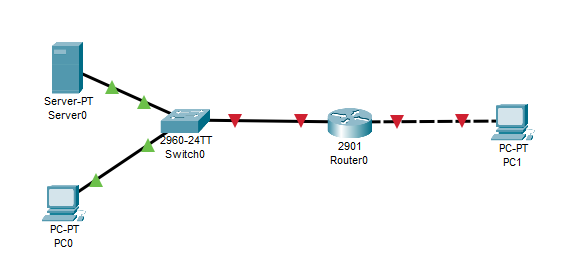 Server-PT
Server0
2960-24TT
Switch0
2901
Router0
PC-PT
PC1
PC-PT
PC0